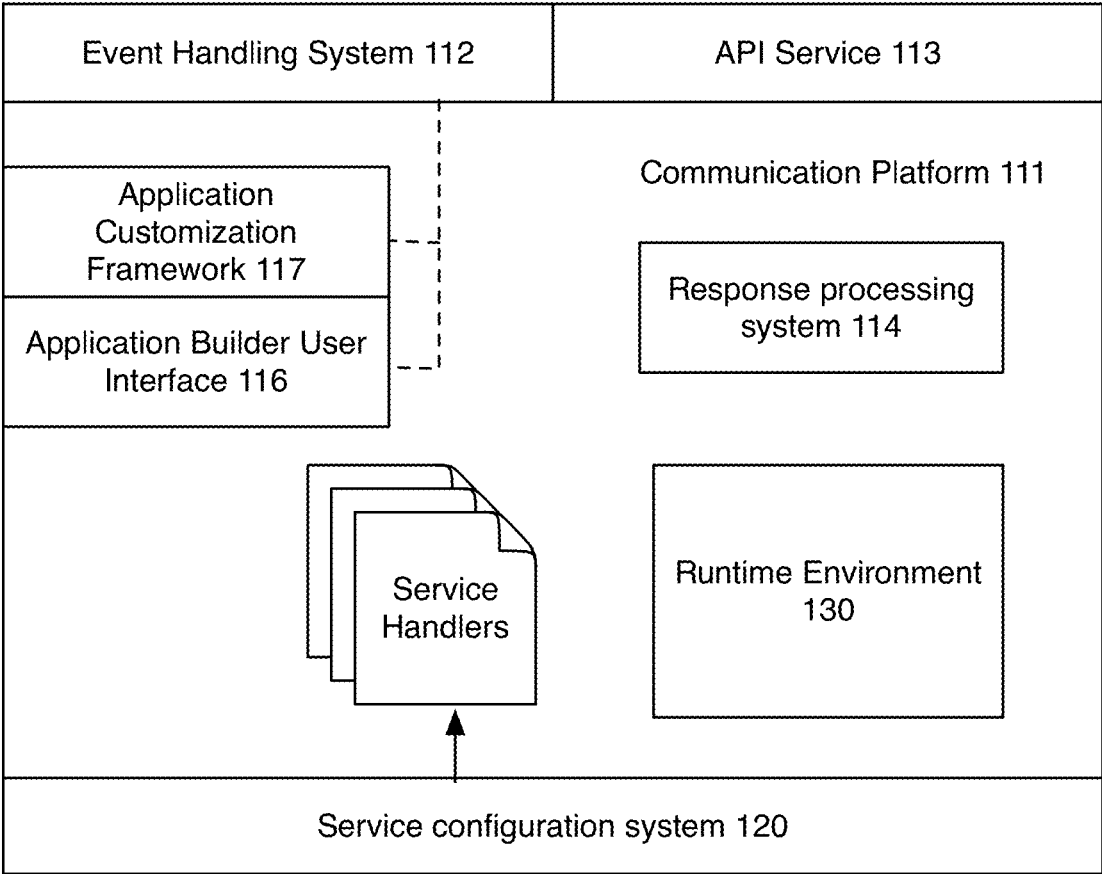 Event Handling System 112
API Service 113
Communication Platform 111
Application
Customization
Framework 117
Response processing
system 114
Application Builder User
Interface 116
Service
Handlers
Runtime Environment
130
Service configuration system 120